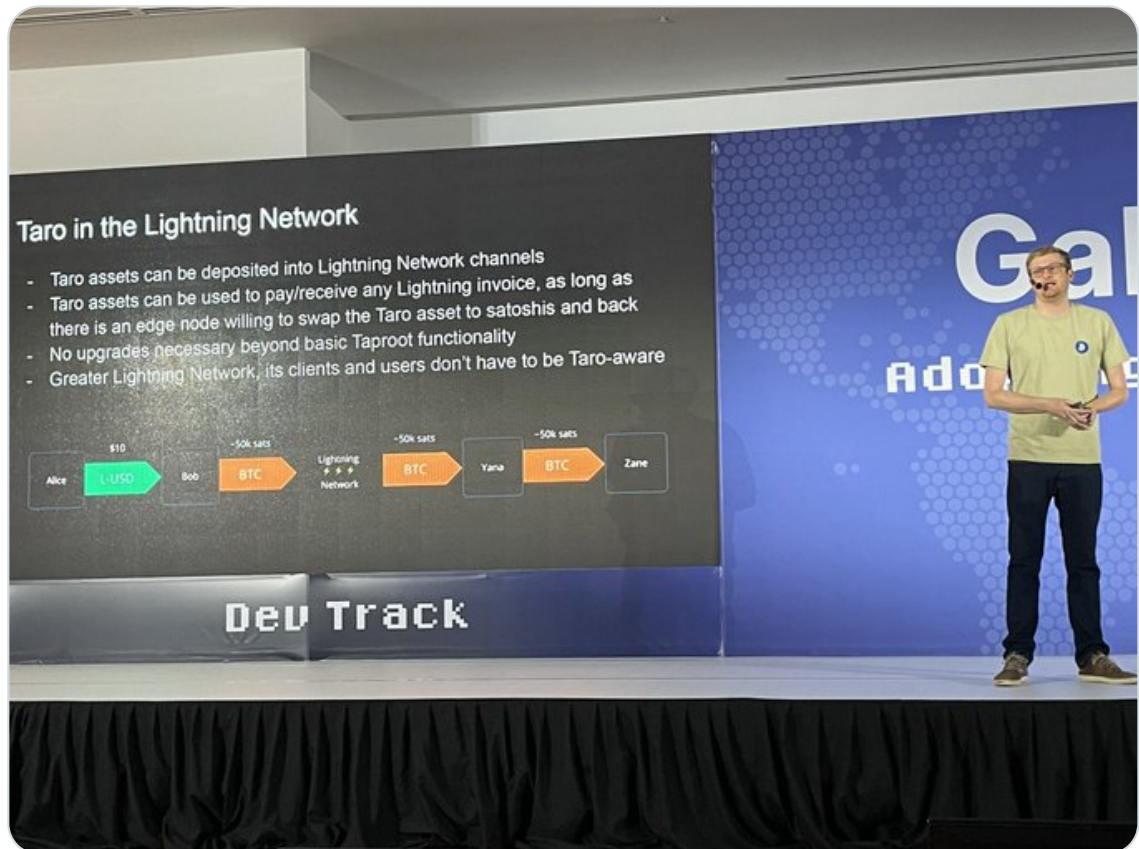 Taro in the Lightning Network
- Taro assets can be deposited into Lightning Network channels
- Taro assets can be used to pay/receive any Lightning invoice, as long as
there is an edge node willing to swap the Taro asset to satoshis and back
- No upgrades necessary beyond basic Taproot functionality
- Greater Lightning Network, its clients and users don't have to be Taro-aware
$10
~50k sats
~50k sats
~50k sats
Alice
L-USD
Bob
BTC
Lightning
Network
BTC
Yana
BTC
Zane
Dev Track